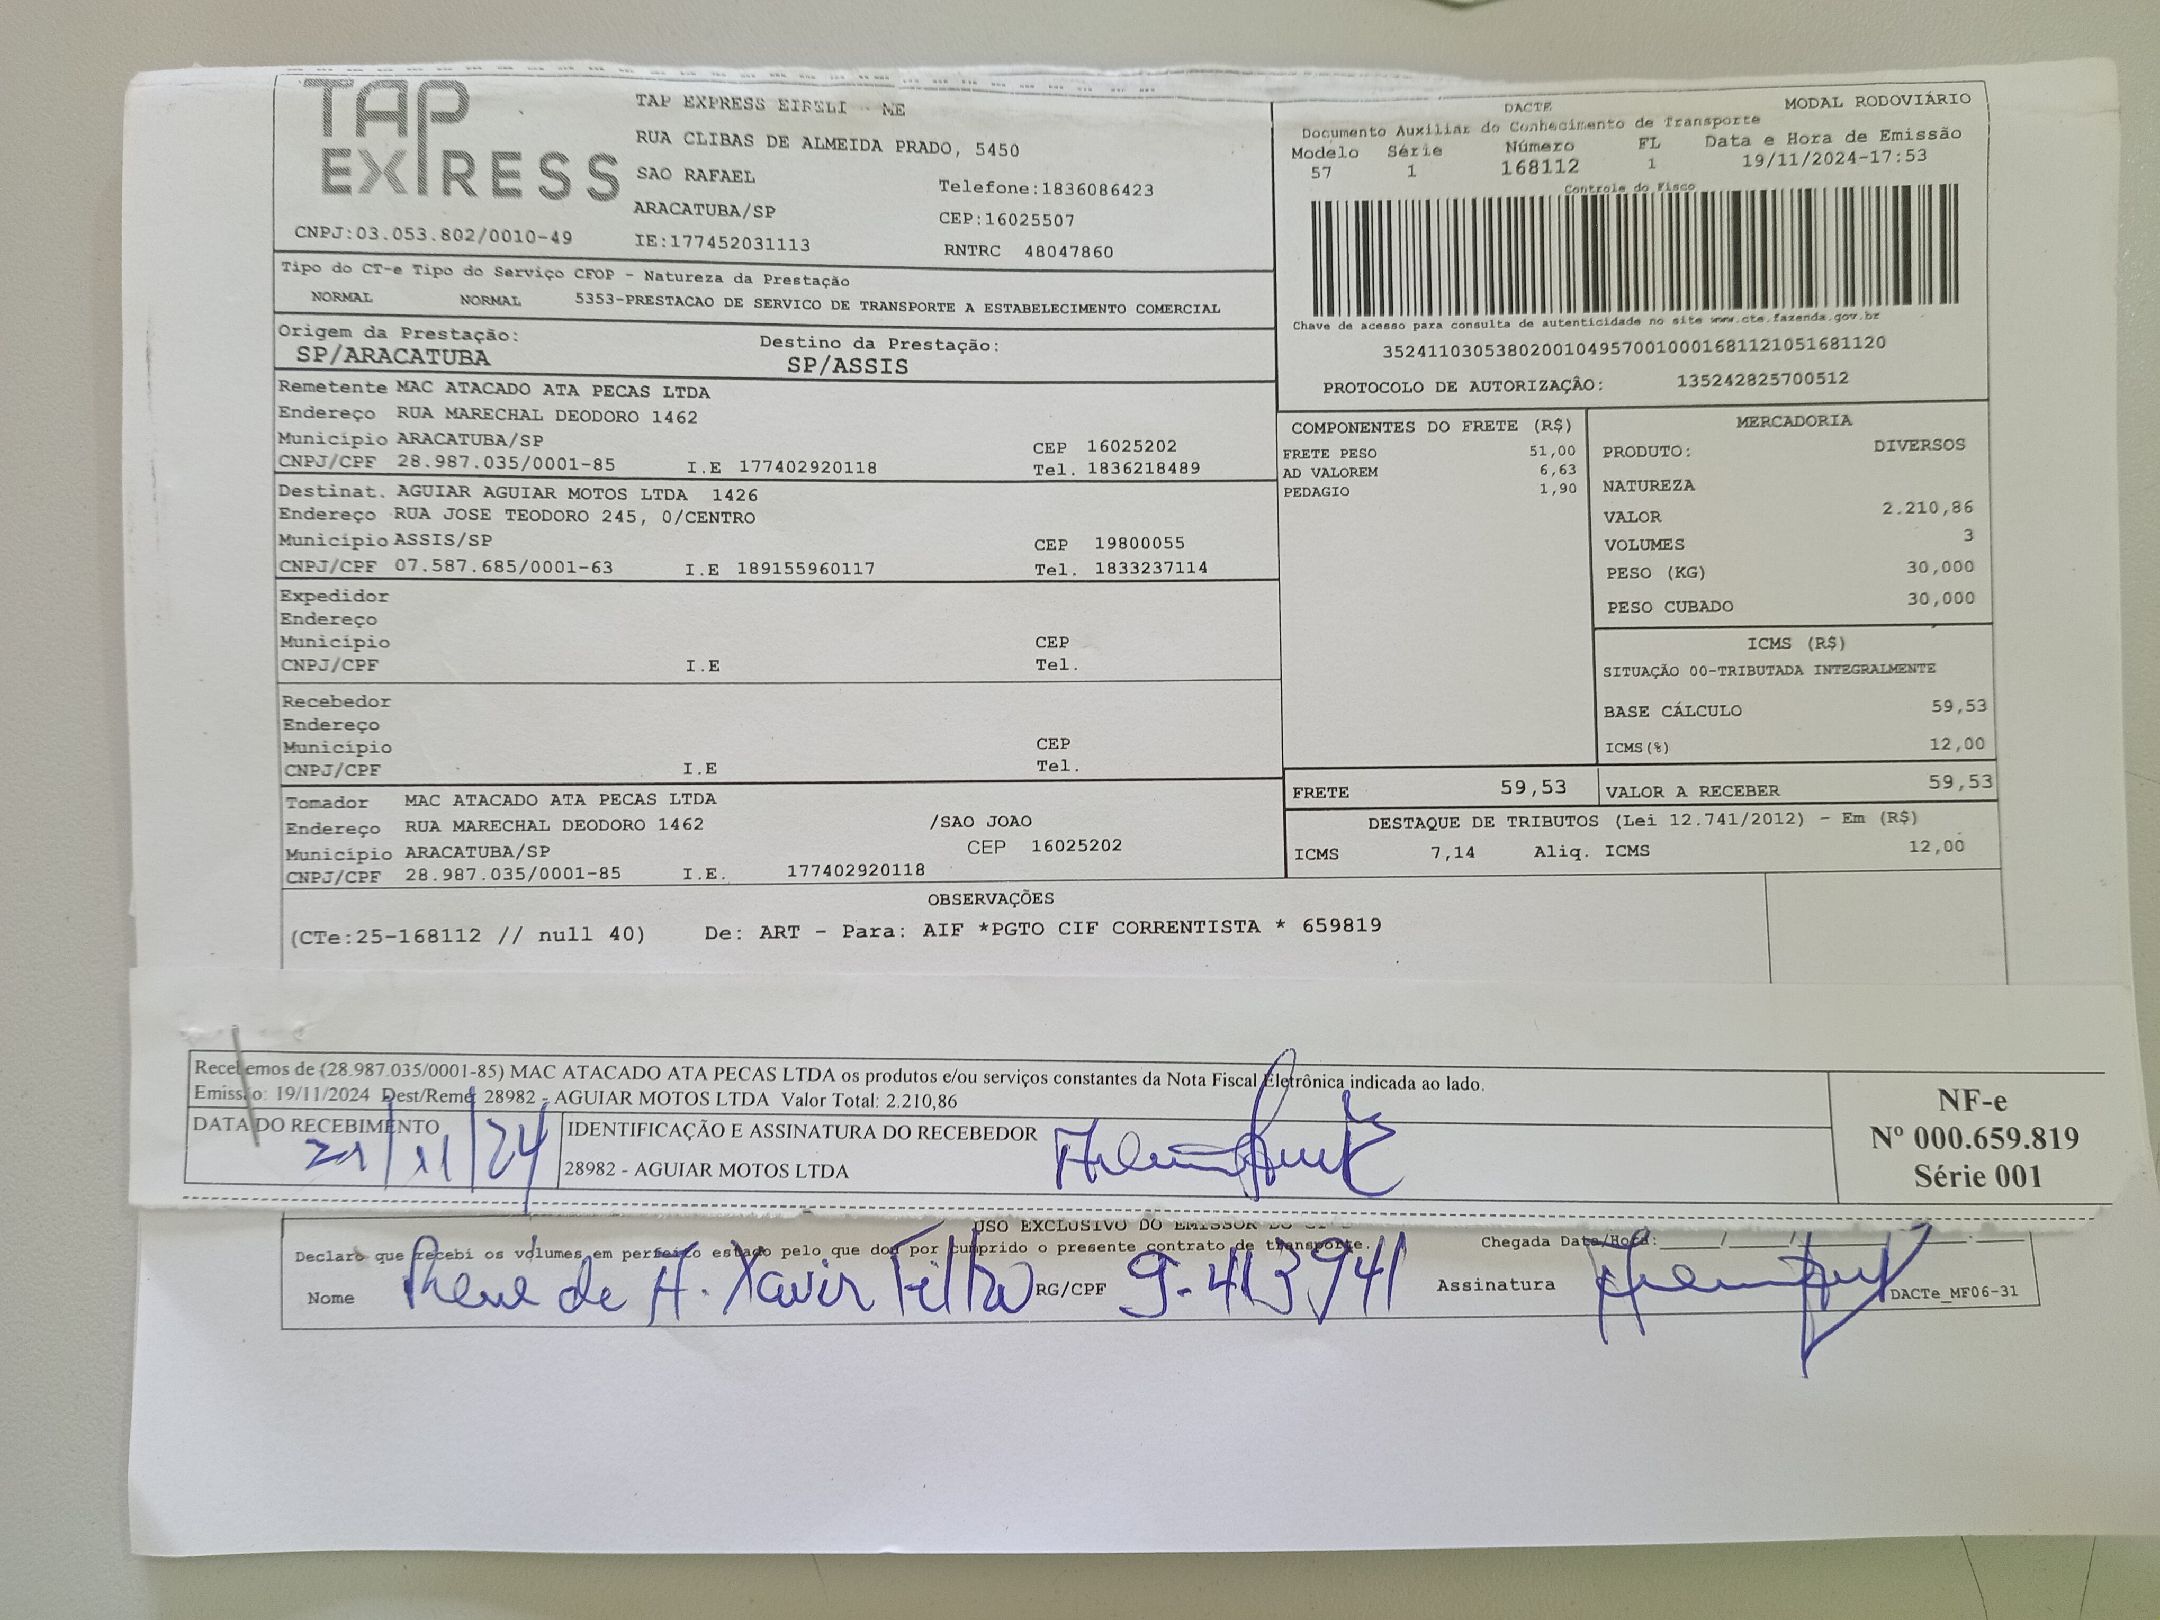 TAP EXPRESS
TAP EXPRESS EIRELI - ME
RUA CLIBAS DE ALMEIDA PRADO, 5450
SAO RAFAEL
Telefone:1836086423
ARACATUBA/SP
CEP:16025507
CNPJ:03.053.802/0010-49
IE:177452031113
RNTRC 48047860
DACTE
MODAL RODOVIÁRIO
Documento Auxiliar do Conhecimento de Transporte
Modelo Série Número FL Data e Hora de Emissão
57 1 168112 1 19/11/2024-17:53
Controle do Fisco
Chave de acesso para consulta de autenticidade no site www.cte.fazenda.gov.br
35241103053802001049570010001681121051681120
PROTOCOLO DE AUTORIZAÇÃO: 135242825700512
Tipo do CT-e Tipo do Serviço CFOP - Natureza da Prestação
NORMAL NORMAL 5353-PRESTACAO DE SERVICO DE TRANSPORTE A ESTABELECIMENTO COMERCIAL
Origem da Prestação: Destino da Prestação:
SP/ARACATUBA SP/ASSIS
Remetente MAC ATACADO ATA PECAS LTDA
Endereço RUA MARECHAL DEODORO 1462
Município ARACATUBA/SP CEP 16025202
CNPJ/CPF 28.987.035/0001-85 I.E 177402920118 Tel. 1836218489
Destinat. AGUIAR AGUIAR MOTOS LTDA 1426
Endereço RUA JOSE TEODORO 245, 0/CENTRO
Município ASSIS/SP CEP 19800055
CNPJ/CPF 07.587.685/0001-63 I.E 189155960117 Tel. 1833237114
Expedidor
Endereço
Município CEP
CNPJ/CPF I.E Tel.
Recebedor
Endereço
Município CEP
CNPJ/CPF I.E Tel.
Tomador MAC ATACADO ATA PECAS LTDA
Endereço RUA MARECHAL DEODORO 1462 /SAO JOAO
Município ARACATUBA/SP CEP 16025202
CNPJ/CPF 28.987.035/0001-85 I.E. 177402920118
COMPONENTES DO FRETE (R$)
FRETE PESO 51,00
AD VALOREM 6,63
PEDAGIO 1,90
MERCADORIA
PRODUTO: DIVERSOS
NATUREZA
VALOR 2.210,86
VOLUMES 3
PESO (KG) 30,000
PESO CUBADO 30,000
ICMS (R$)
SITUAÇÃO 00-TRIBUTADA INTEGRALMENTE
BASE CÁLCULO 59,53
ICMS(%) 12,00
FRETE 59,53 VALOR A RECEBER 59,53
DESTAQUE DE TRIBUTOS (Lei 12.741/2012) - Em (R$)
ICMS 7,14 Aliq. ICMS 12,00
OBSERVAÇÕES
(CTe:25-168112 // null 40) De: ART - Para: AIF *PGTO CIF CORRENTISTA * 659819
Recebemos de (28.987.035/0001-85) MAC ATACADO ATA PECAS LTDA os produtos e/ou serviços constantes da Nota Fiscal Eletrônica indicada ao lado.
Emissão: 19/11/2024 Dest/Reme: 28982 - AGUIAR MOTOS LTDA Valor Total: 2.210,86
DATA DO RECEBIMENTO
21/11/24
IDENTIFICAÇÃO E ASSINATURA DO RECEBEDOR
28982 - AGUIAR MOTOS LTDA
NF-e
Nº 000.659.819
Série 001
USO EXCLUSIVO DO EMISSOR DO
Declaro que recebi os volumes em perfeito estado pelo que dou por cumprido o presente contrato de transporte. Chegada Data/Hora:
Nome de A. Xavier Filho RG/CPF 9.413941 Assinatura
DACTe_MF06-31